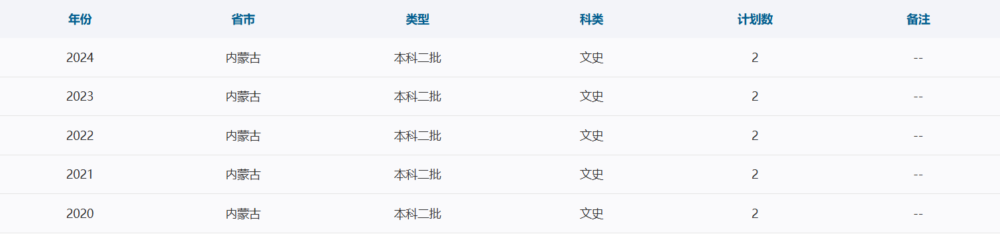 年份 省市 类型 科类 计划数 备注
2024 内蒙古 本科二批 文史 2 --
2023 内蒙古 本科二批 文史 2 --
2022 内蒙古 本科二批 文史 2 --
2021 内蒙古 本科二批 文史 2 --
2020 内蒙古 本科二批 文史 2 --